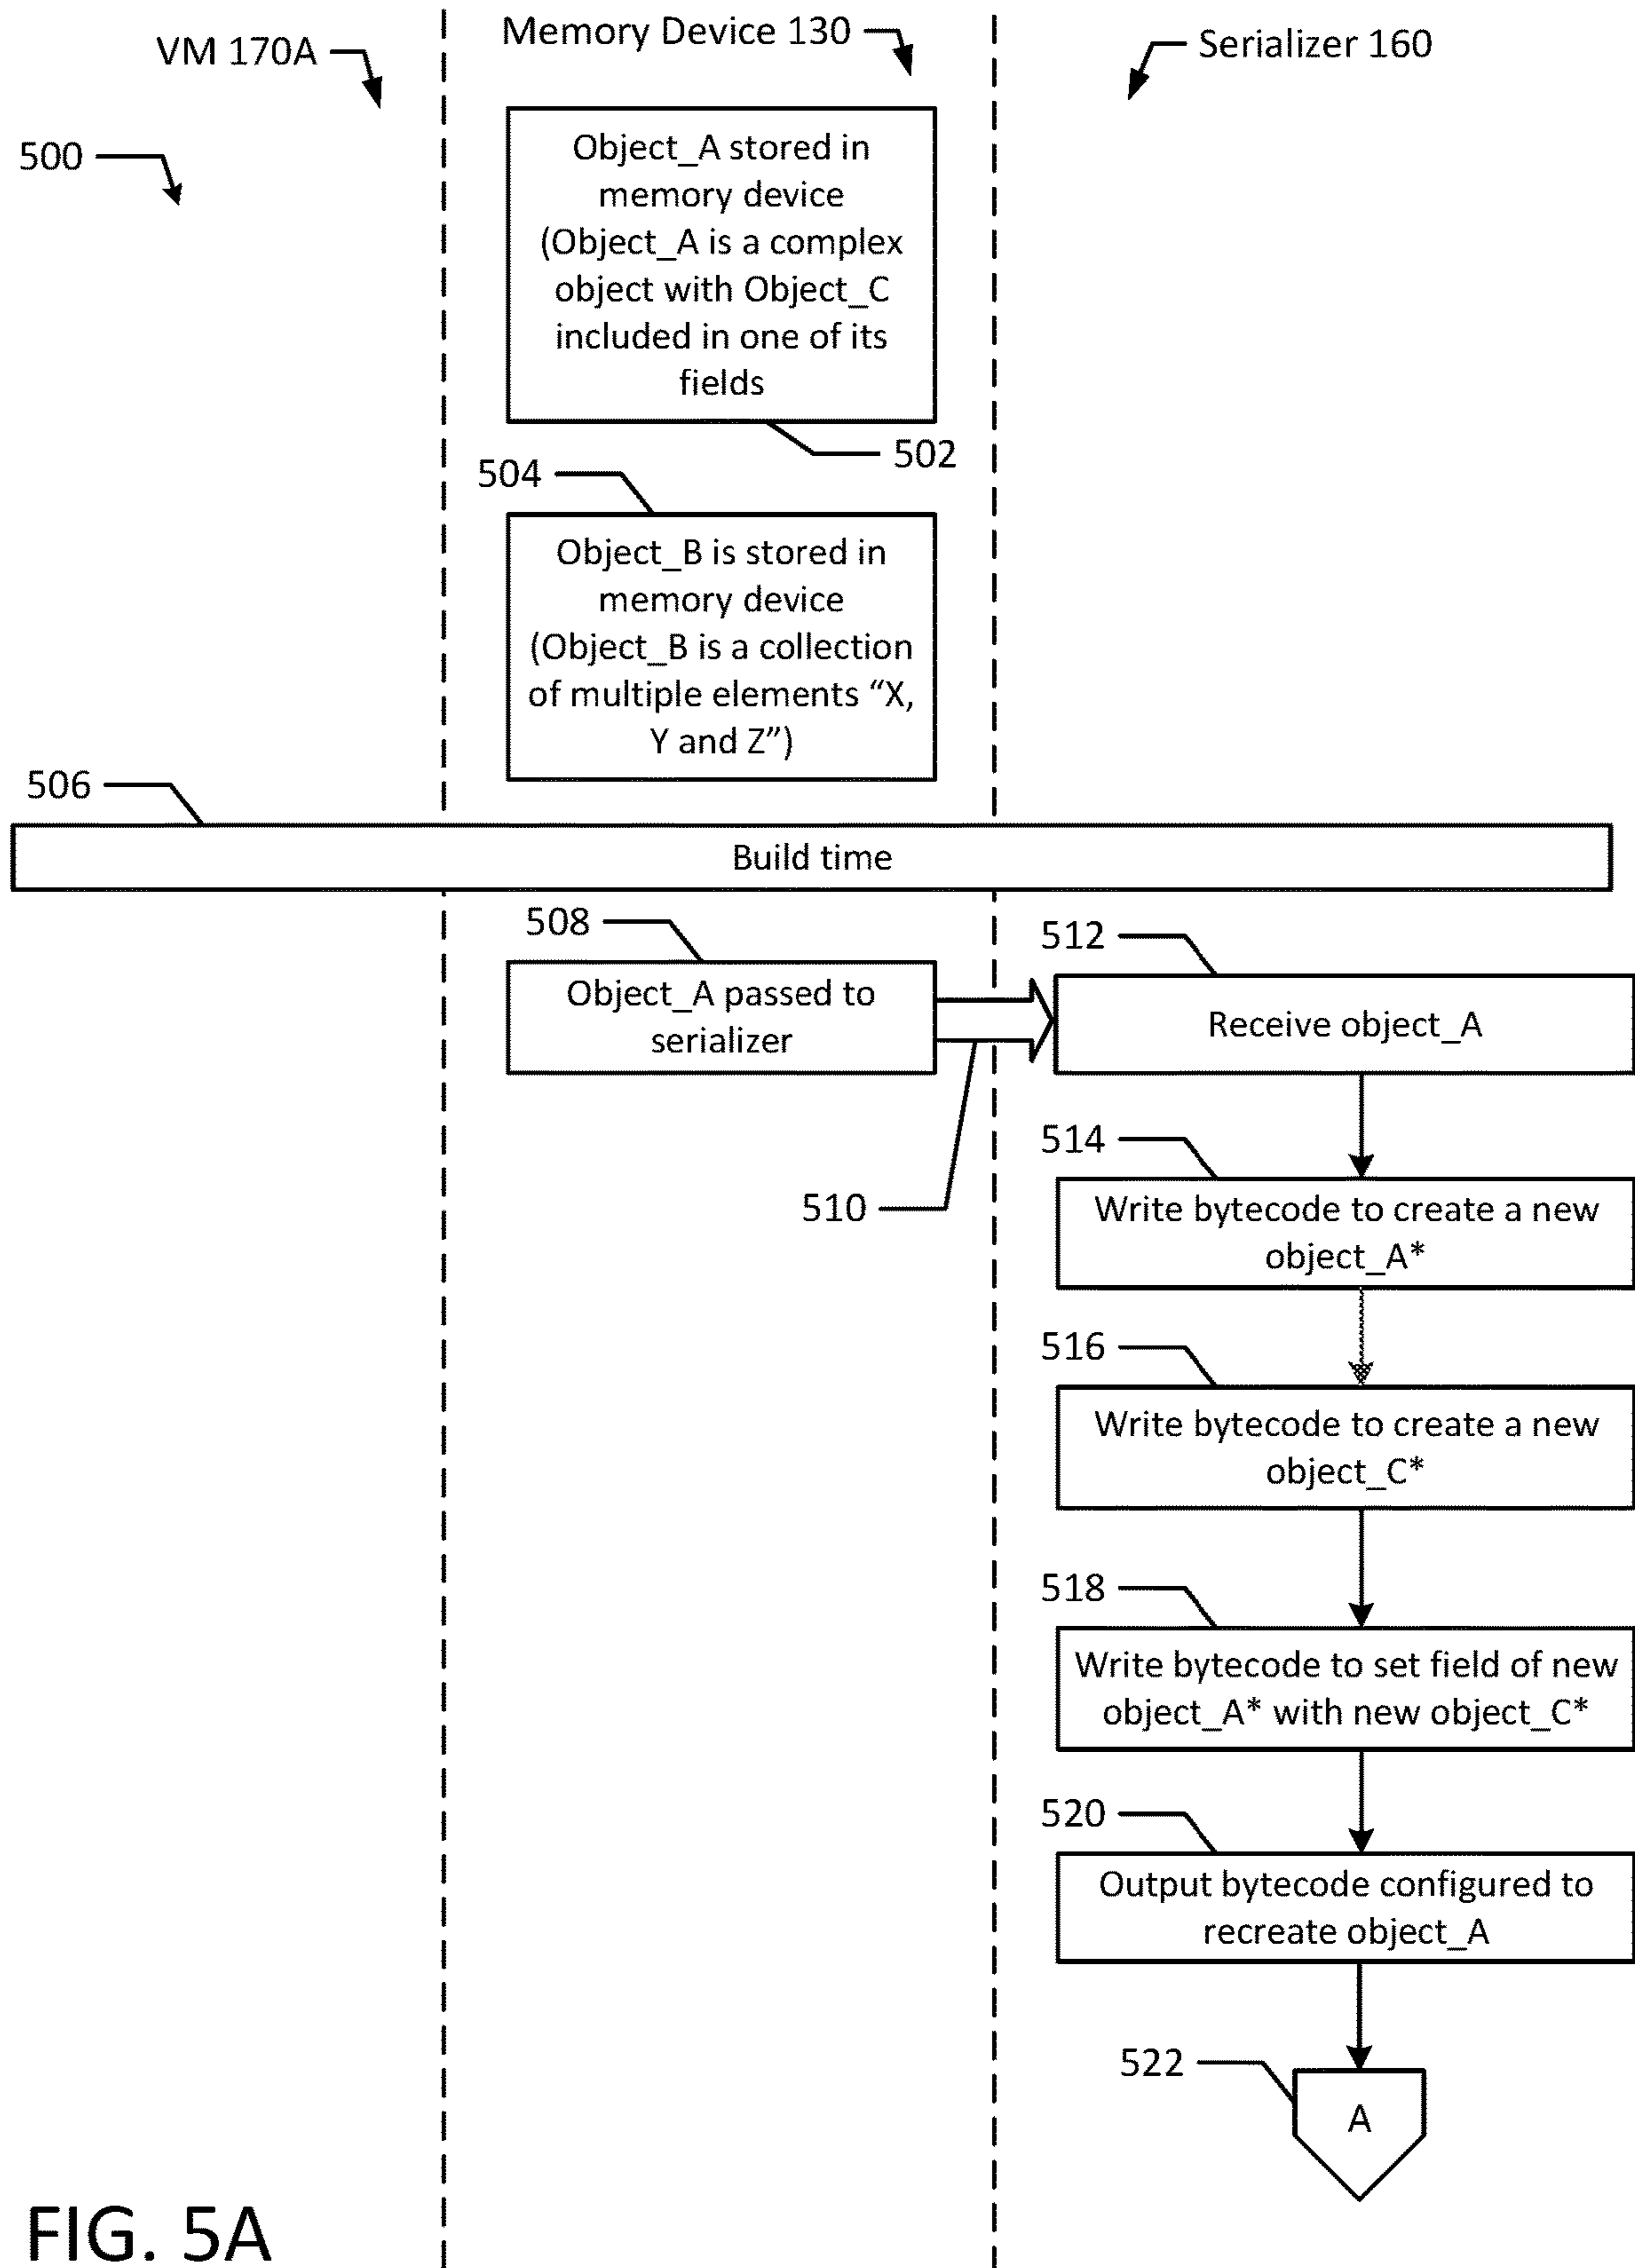 VM 170A
Memory Device 130
Serializer 160
500
Object_A stored in
memory device
(Object_A is a complex
object with Object_C
included in one of its
fields
502
504
Object_B is stored in
memory device
(Object_B is a collection
of multiple elements “X,
Y and Z”)
506
Build time
508
Object_A passed to
serializer
510
512
Receive object_A
514
Write bytecode to create a new
object_A*
516
Write bytecode to create a new
object_C*
518
Write bytecode to set field of new
object_A* with new object_C*
520
Output bytecode configured to
recreate object_A
522
A
FIG. 5A